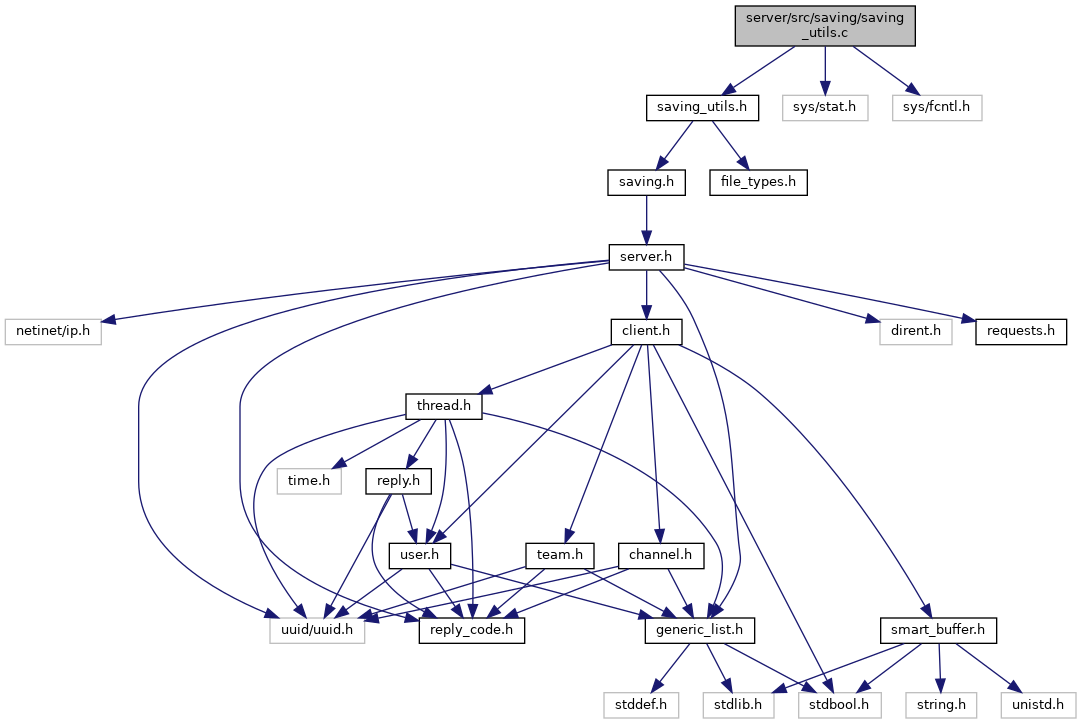 server/src/saving/saving
_utils.c
saving_utils.h
sys/stat.h
sys/fcntl.h
saving.h
file_types.h
server.h
netinet/ip.h
client.h
dirent.h
requests.h
thread.h
time.h
reply.h
user.h
team.h
channel.h
uuid/uuid.h
reply_code.h
generic_list.h
smart_buffer.h
stddef.h
stdlib.h
stdbool.h
string.h
unistd.h